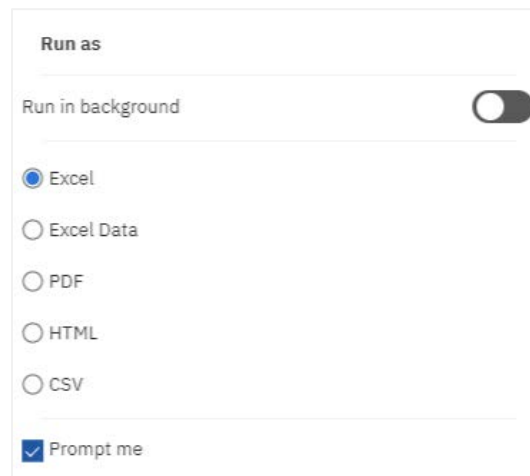 Run as
Run in background
Excel
Excel Data
PDF
HTML
CSV
Prompt me